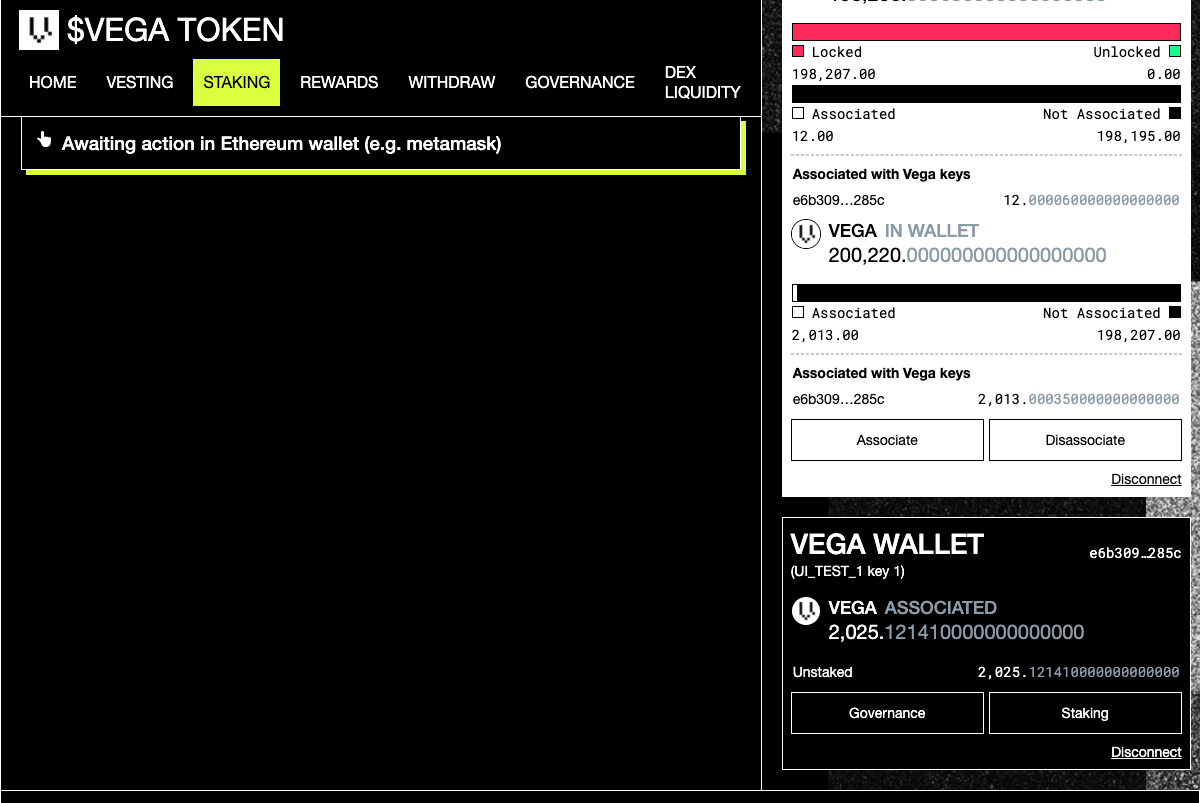 $VEGA TOKEN
HOME VESTING STAKING REWARDS WITHDRAW GOVERNANCE DEX LIQUIDITY
Awaiting action in Ethereum wallet (e.g. metamask)
Locked Unlocked
198,207.00 0.00
Associated Not Associated
12.00 198,195.00
Associated with Vega keys
e6b309…285c 12.000060000000000000
VEGA IN WALLET
200,220.000000000000000000
Associated Not Associated
2,013.00 198,207.00
Associated with Vega keys
e6b309…285c 2,013.000350000000000000
Associate Disassociate
Disconnect
VEGA WALLET e6b309…285c
(UI_TEST_1 key 1)
VEGA ASSOCIATED
2,025.121410000000000000
Unstaked 2,025.121410000000000000
Governance Staking
Disconnect